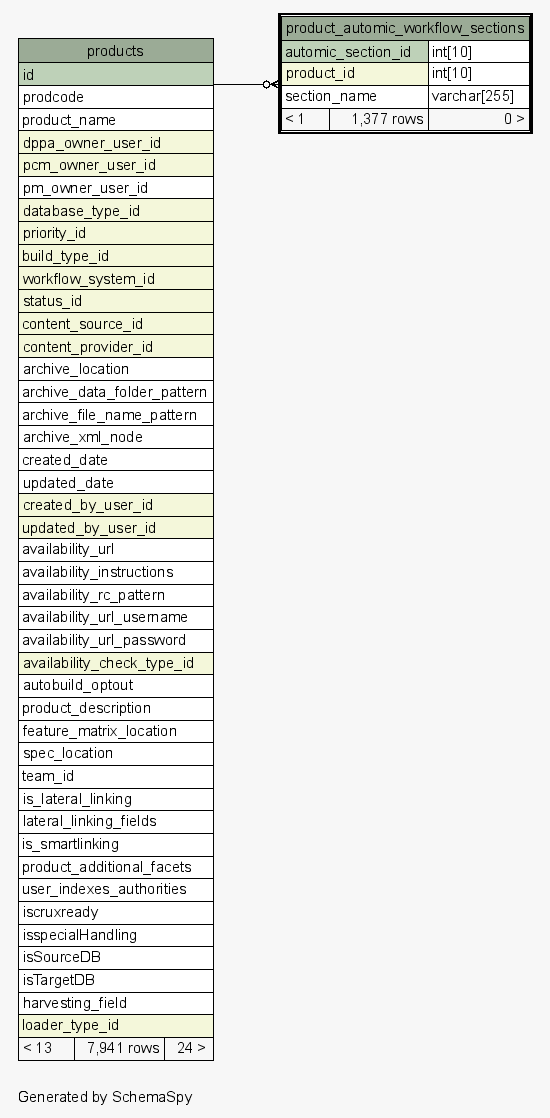 product_automic_workflow_sections
automic_section_id int[10]
product_id int[10]
section_name varchar[255]
< 1 1,377 rows 0 >
products
id
prodcode
product_name
dppa_owner_user_id
pcm_owner_user_id
pm_owner_user_id
database_type_id
priority_id
build_type_id
workflow_system_id
status_id
content_source_id
content_provider_id
archive_location
archive_data_folder_pattern
archive_file_name_pattern
archive_xml_node
created_date
updated_date
created_by_user_id
updated_by_user_id
availability_url
availability_instructions
availability_rc_pattern
availability_url_username
availability_url_password
availability_check_type_id
autobuild_optout
product_description
feature_matrix_location
spec_location
team_id
is_lateral_linking
lateral_linking_fields
is_smartlinking
product_additional_facets
user_indexes_authorities
iscruxready
isspecialHandling
isSourceDB
isTargetDB
harvesting_field
loader_type_id
< 13 7,941 rows 24 >
Generated by SchemaSpy